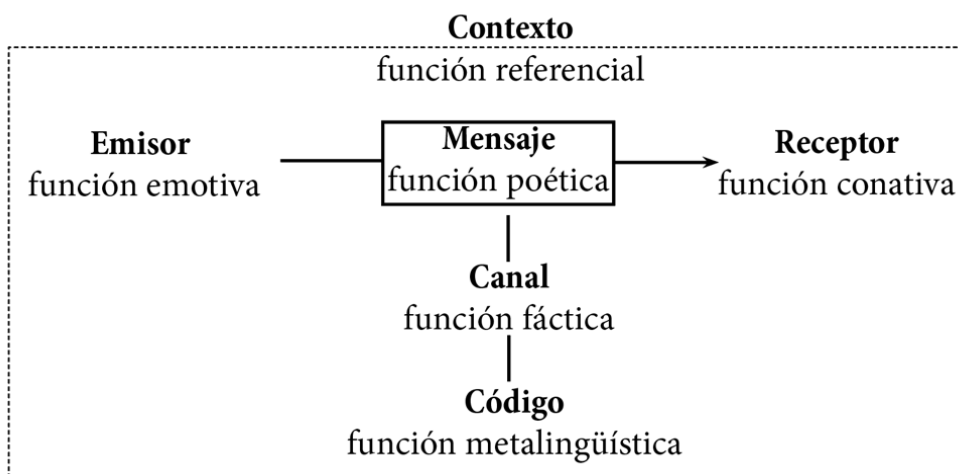 Contexto
función referencial
Emisor
función emotiva
Mensaje
función poética
Receptor
función conativa
Canal
función fáctica
Código
función metalingüística